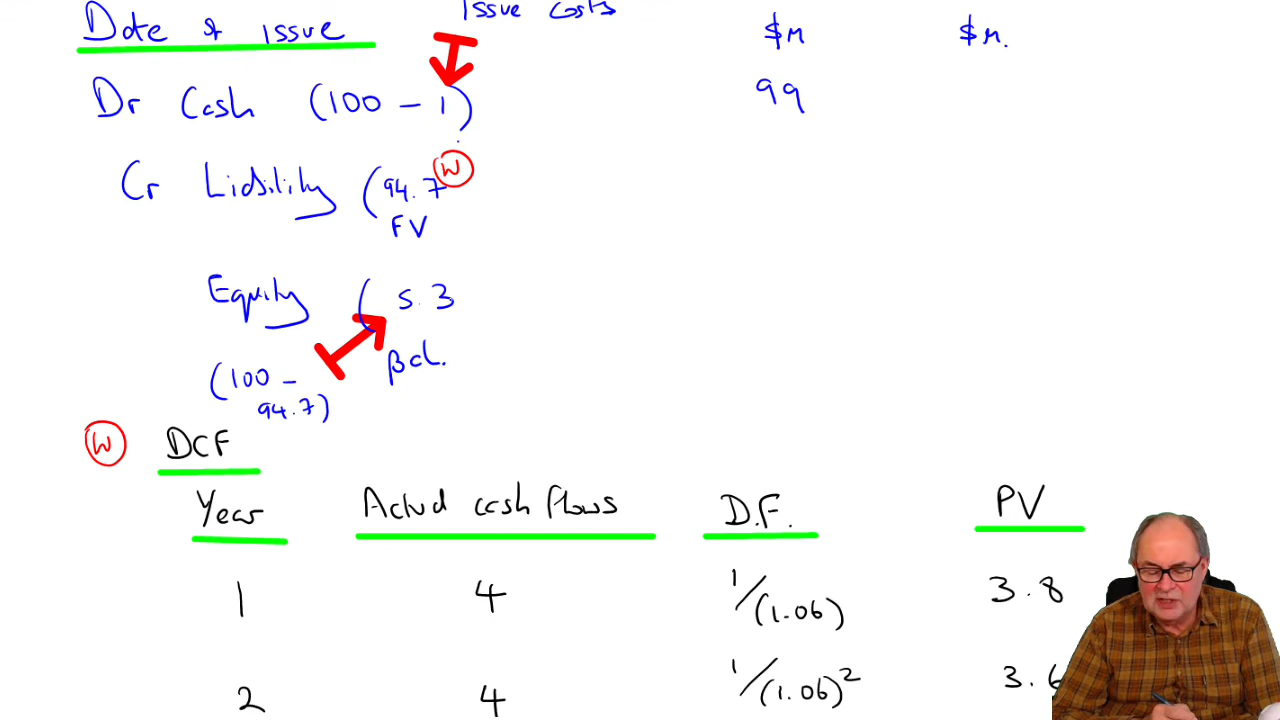 Issue costs
Date of issue $m $m.
Dr Cash (100 - 1) 99
Cr Liability (94.7 W
FV
Equity (5.3
(100 - Bal.
94.7)
W DCF
Year Actual cash flows D.F. PV
1 4 1/(1.06) 3.8
2 4 1/(1.06)² 3.6